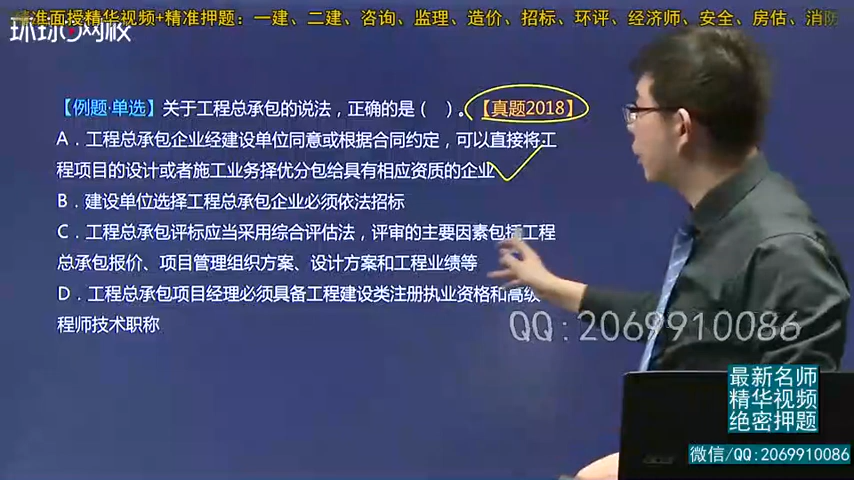 准面授精华视频+精准押题：一建、二建、咨询、监理、造价、招标、环评、经济师、安全、房估、消防
环球网校
【例题·单选】关于工程总承包的说法，正确的是（ ）。【真题2018】
A．工程总承包企业经建设单位同意或根据合同约定，可以直接将工
程项目的设计或者施工业务择优分包给具有相应资质的企业
B．建设单位选择工程总承包企业必须依法招标
C．工程总承包评标应当采用综合评估法，评审的主要因素包括工程
总承包报价、项目管理组织方案、设计方案和工程业绩等
D．工程总承包项目经理必须具备工程建设类注册执业资格和高级
程师技术职称
QQ:2069910086
最新名师
精华视频
绝密押题
微信/QQ:2069910086
acer